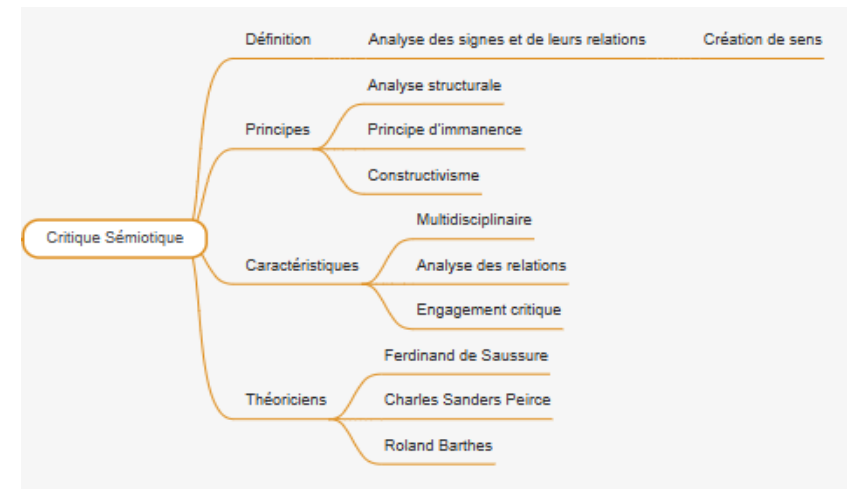 Critique Sémiotique
Définition
Analyse des signes et de leurs relations
Création de sens
Principes
Analyse structurale
Principe d'immanence
Constructivisme
Caractéristiques
Multidisciplinaire
Analyse des relations
Engagement critique
Théoriciens
Ferdinand de Saussure
Charles Sanders Peirce
Roland Barthes